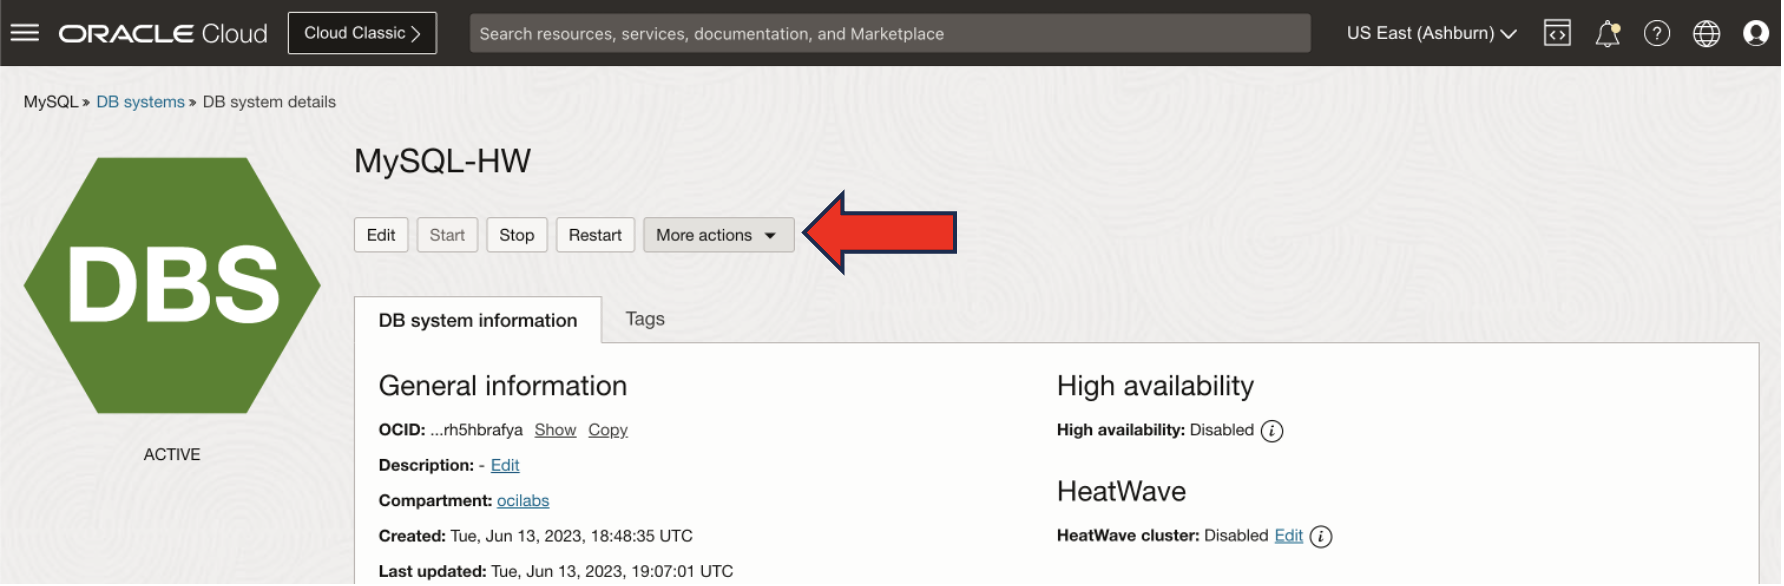 ORACLE Cloud
Cloud Classic
Search resources, services, documentation, and Marketplace
US East (Ashburn)
MySQL » DB systems » DB system details
DBS
ACTIVE
MySQL-HW
Edit Start Stop Restart More actions
DB system information Tags
General information
OCID: ...rh5hbrafya Show Copy
Description: - Edit
Compartment: ocilabs
Created: Tue, Jun 13, 2023, 18:48:35 UTC
Last updated: Tue, Jun 13, 2023, 19:07:01 UTC
High availability
High availability: Disabled
HeatWave
HeatWave cluster: Disabled Edit